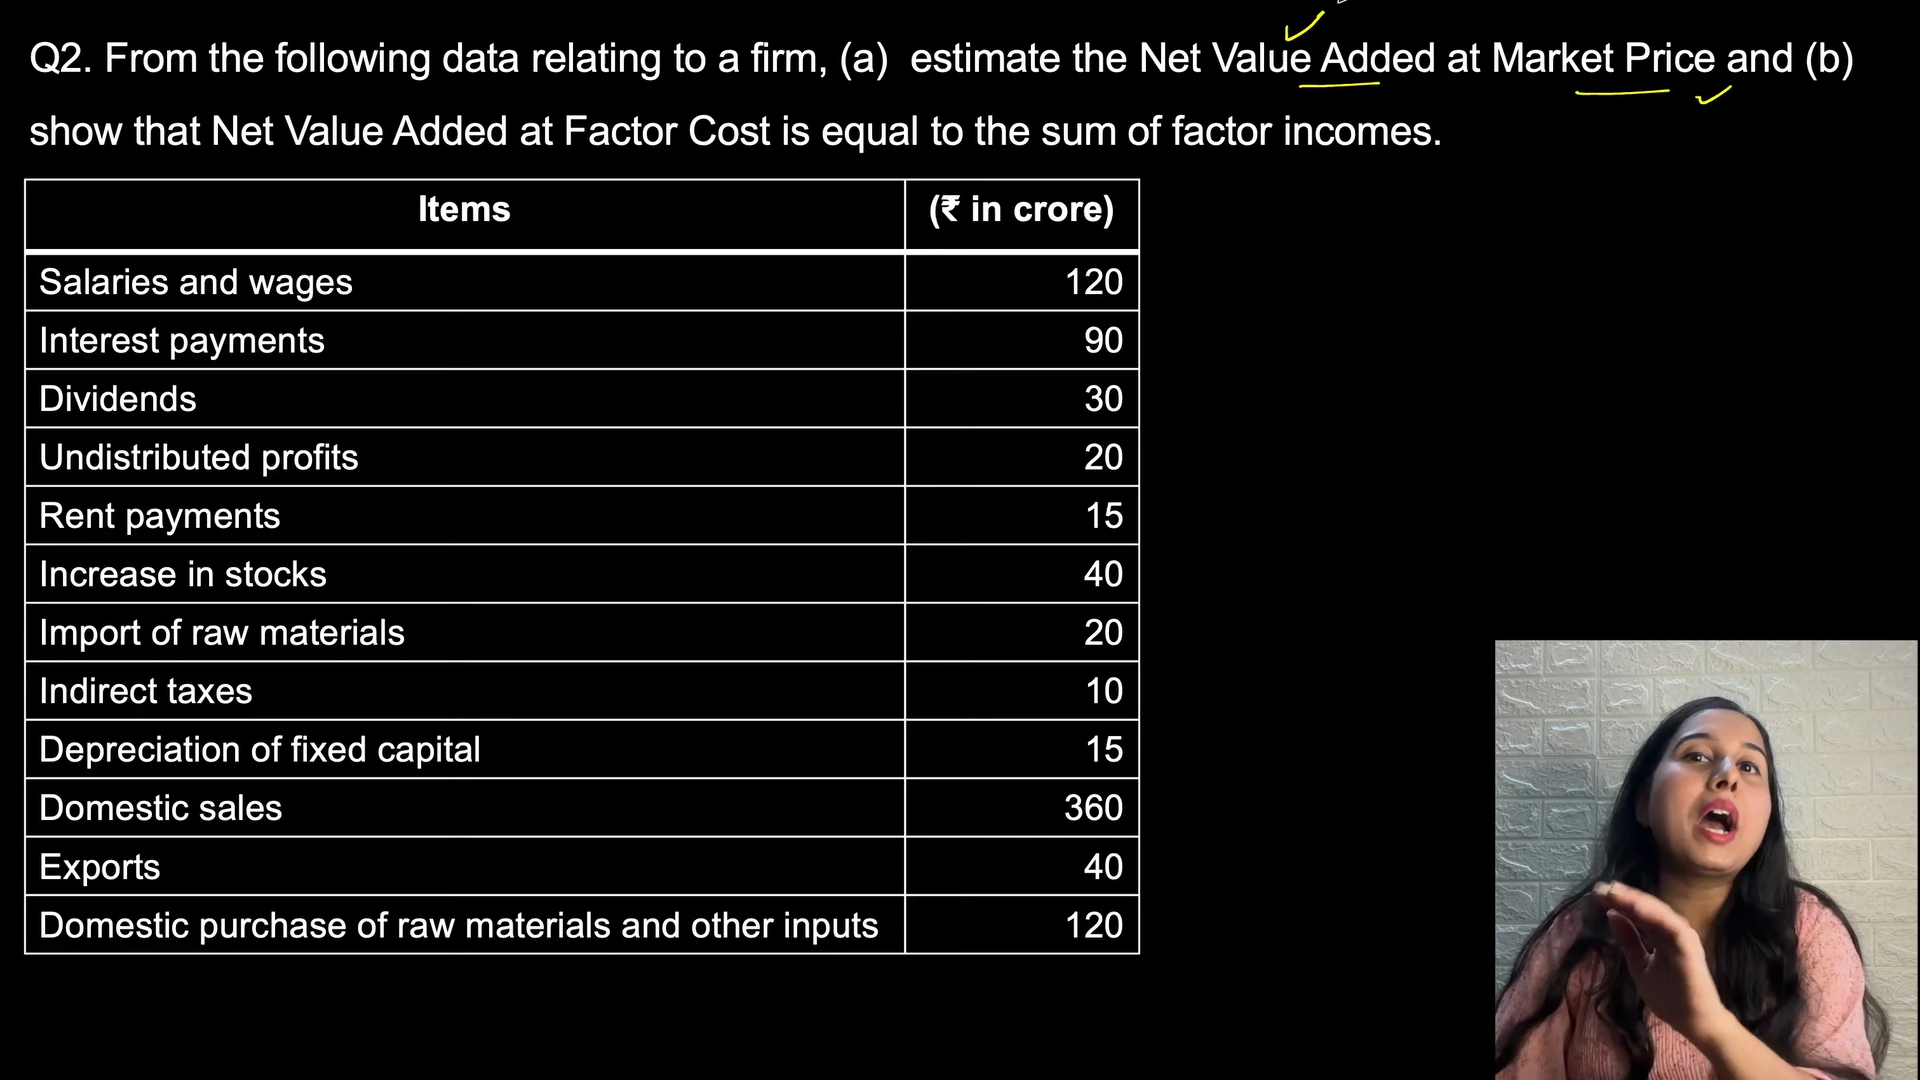 Q2. From the following data relating to a firm, (a) estimate the Net Value Added at Market Price and (b)
show that Net Value Added at Factor Cost is equal to the sum of factor incomes.
Items (₹ in crore)
Salaries and wages 120
Interest payments 90
Dividends 30
Undistributed profits 20
Rent payments 15
Increase in stocks 40
Import of raw materials 20
Indirect taxes 10
Depreciation of fixed capital 15
Domestic sales 360
Exports 40
Domestic purchase of raw materials and other inputs 120